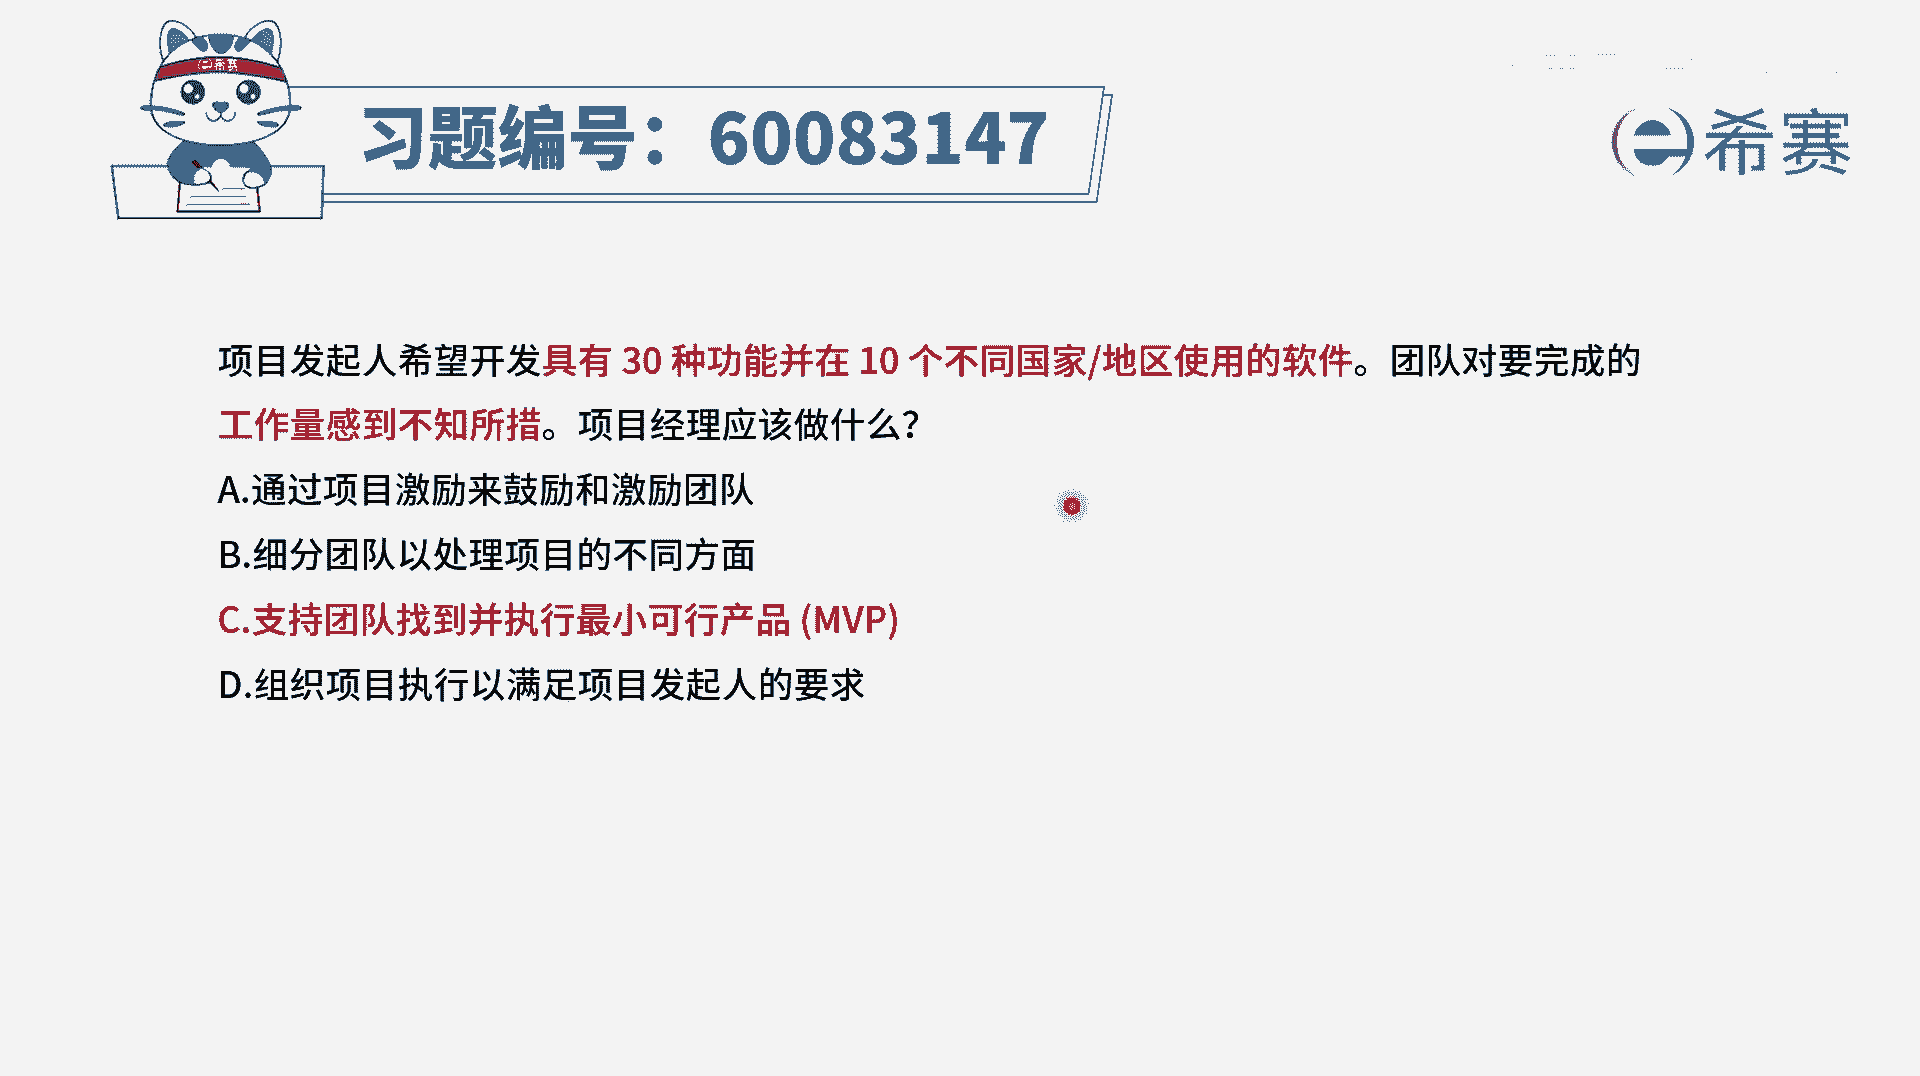 e希赛
习题编号：60083147
e希赛
项目发起人希望开发具有 30 种功能并在 10 个不同国家/地区使用的软件。团队对要完成的
工作量感到不知所措。项目经理应该做什么？
A.通过项目激励来鼓励和激励团队
B.细分团队以处理项目的不同方面
C.支持团队找到并执行最小可行产品 (MVP)
D.组织项目执行以满足项目发起人的要求